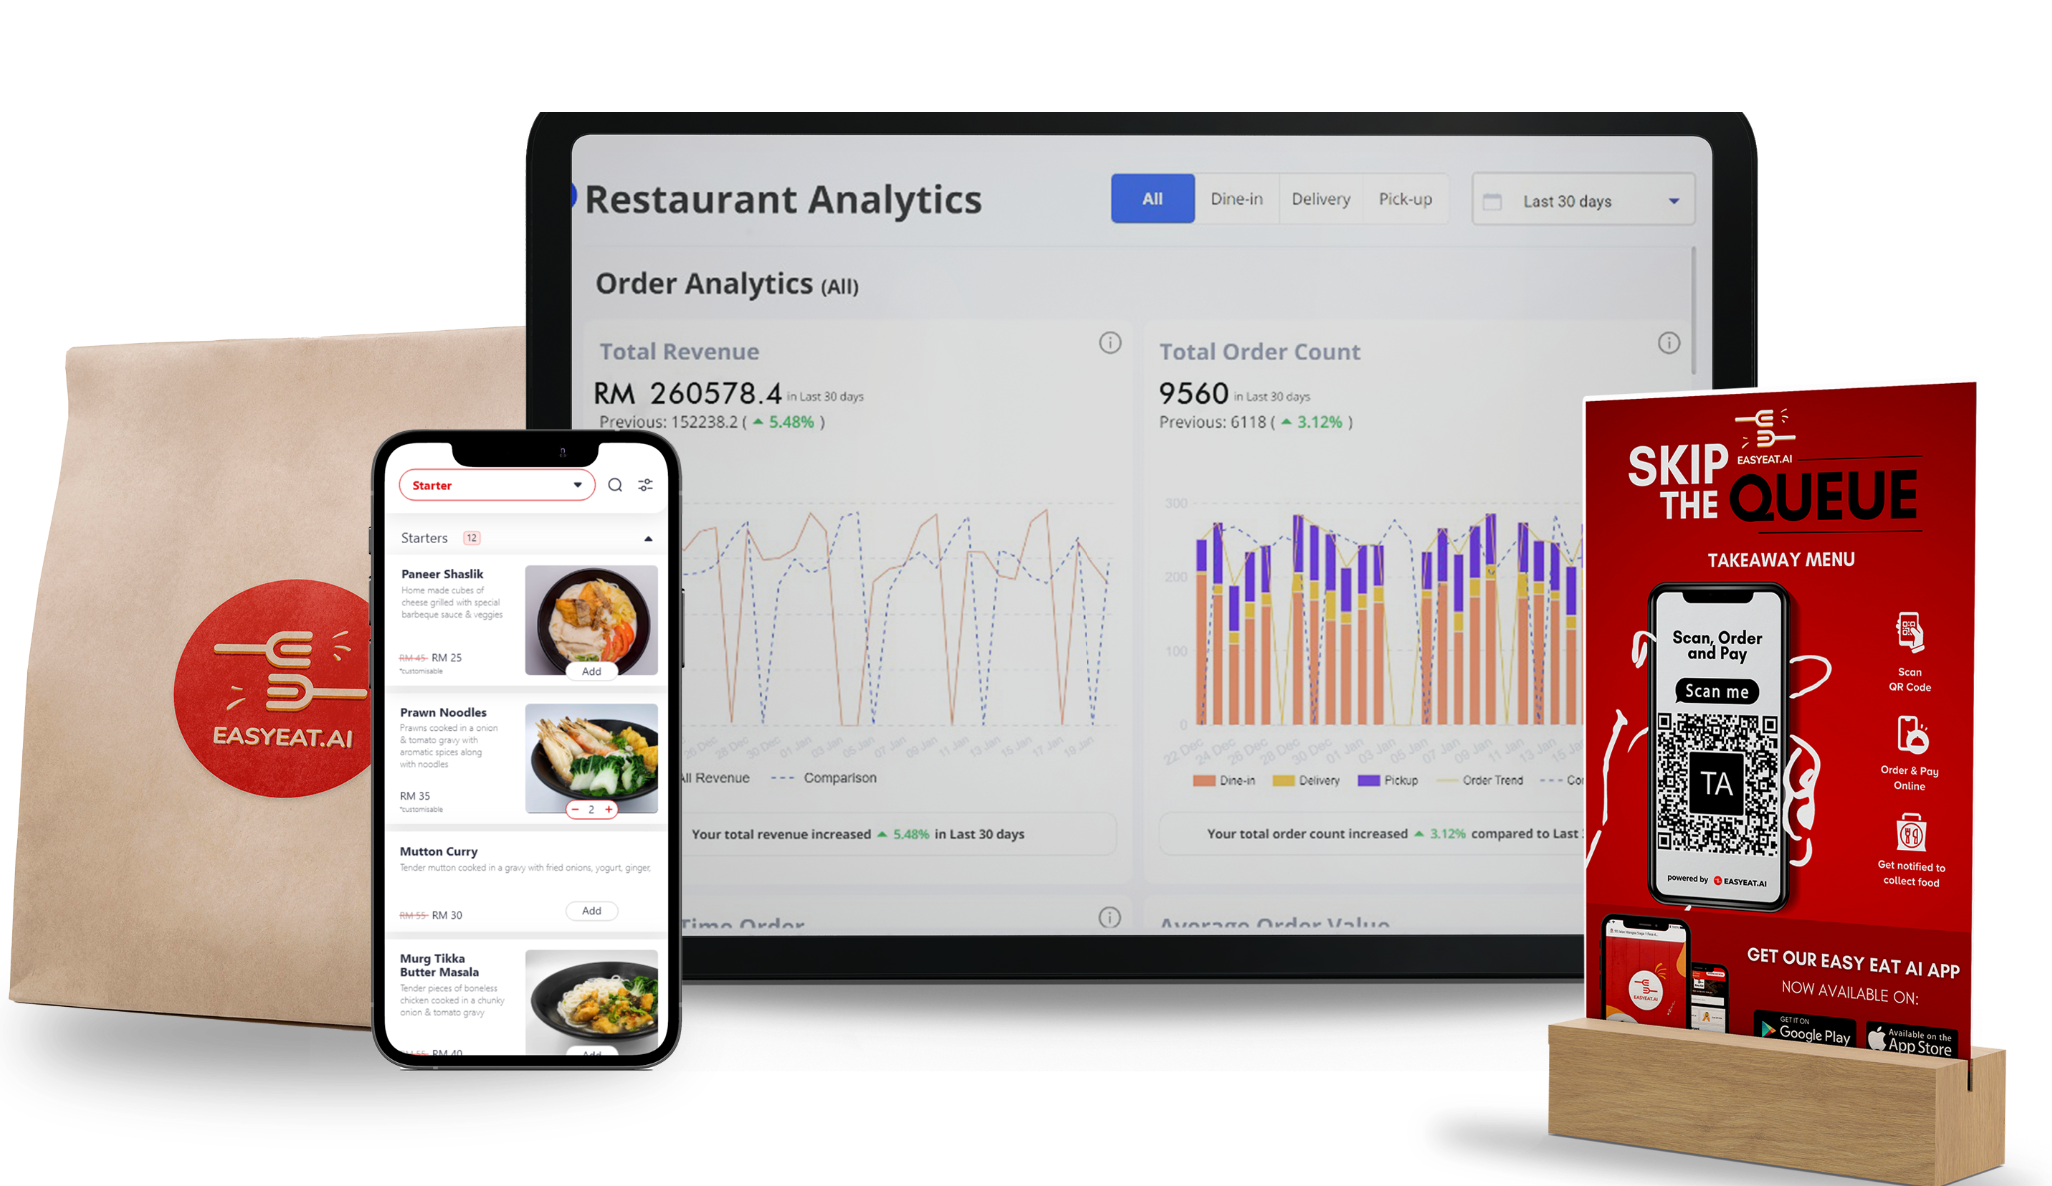 Restaurant Analytics
All
Dine-in
Delivery
Pick-up
Last 30 days
Order Analytics (All)
Total Revenue
RM 260578.4 in Last 30 days
Previous: 152238.2 ( ▲ 5.48% )
26 Dec
28 Dec
30 Dec
01 Jan
03 Jan
05 Jan
07 Jan
09 Jan
11 Jan
13 Jan
15 Jan
17 Jan
19 Jan
Revenue
Comparison
Your total revenue increased ▲ 5.48% in Last 30 days
Time Order
Total Order Count
9560 in Last 30 days
Previous: 6118 ( ▲ 3.12% )
300
200
100
0
22 Dec
24 Dec
26 Dec
28 Dec
30 Dec
01 Jan
03 Jan
05 Jan
07 Jan
09 Jan
11 Jan
13 Jan
15 Jan
Dine-in
Delivery
Pickup
Order Trend
Your total order count increased ▲ 3.12% compared to Last
Average Order Value
EASYEAT.AI
Starter
Starters 12
Paneer Shaslik
Home made cubes of
cheese grilled with special
barbeque sauce & veggies
RM 45 RM 25
*customisable
Add
Prawn Noodles
Prawns cooked in a onion
& tomato gravy with
aromatic spices along
with noodles
RM 35
*customisable
− 2 +
Mutton Curry
Tender mutton cooked in a gravy with fried onions, yogurt, ginger,
RM 55 RM 30
Add
Murg Tikka
Butter Masala
Tender pieces of boneless
chicken cooked in a chunky
onion & tomato gravy
RM 40
Add
EASYEAT.AI
SKIP
THE QUEUE
TAKEAWAY MENU
Scan, Order
and Pay
Scan me
TA
powered by EASYEAT.AI
Scan
QR Code
Order & Pay
Online
Get notified to
collect food
GET OUR EASY EAT AI APP
NOW AVAILABLE ON:
GET IT ON
Google Play
Available on the
App Store
EASYEAT.AI